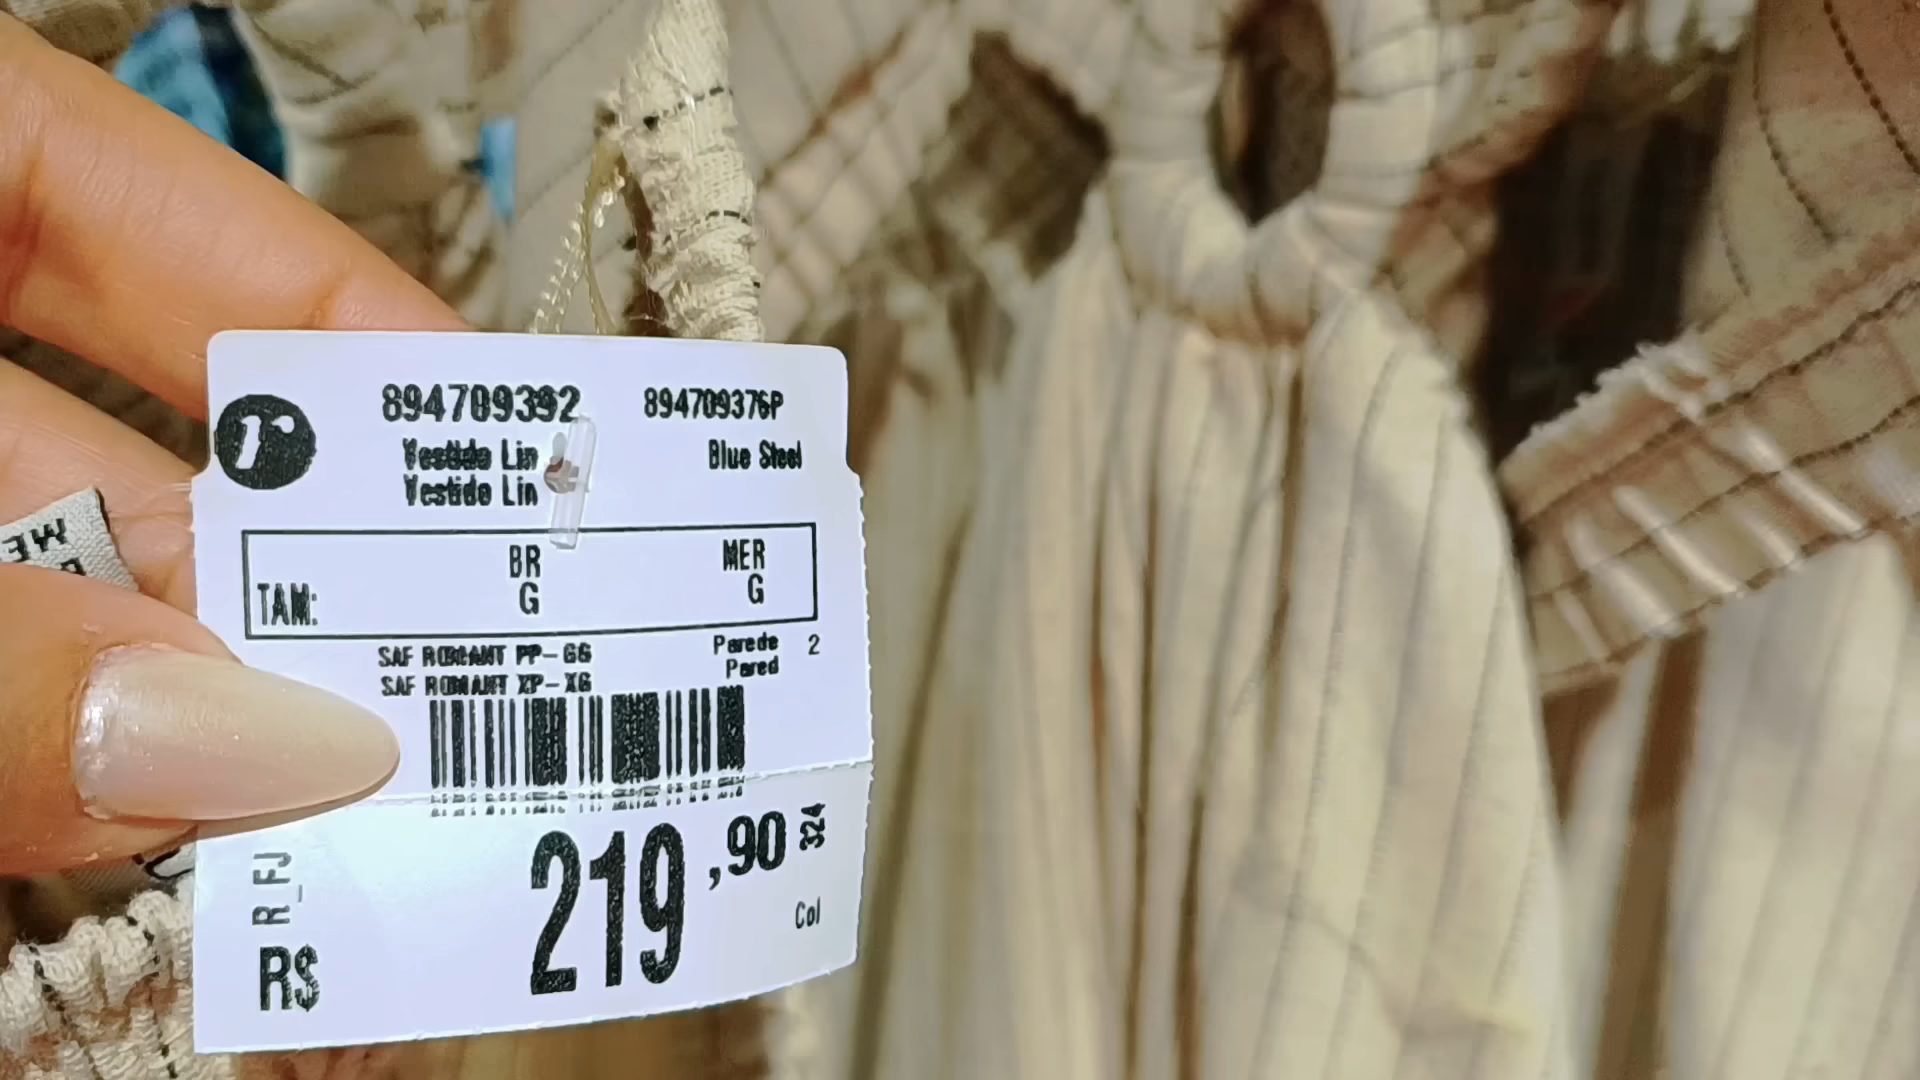 r
894709392 894709376P
Vestido Lin Blue Steel
Vestido Lin
BR MER
TAM: G G
SAF ROMANT PP-GG Parede 2
SAF ROMANT XP-XG Pared
R_FJ
R$ 219,90 324
Col